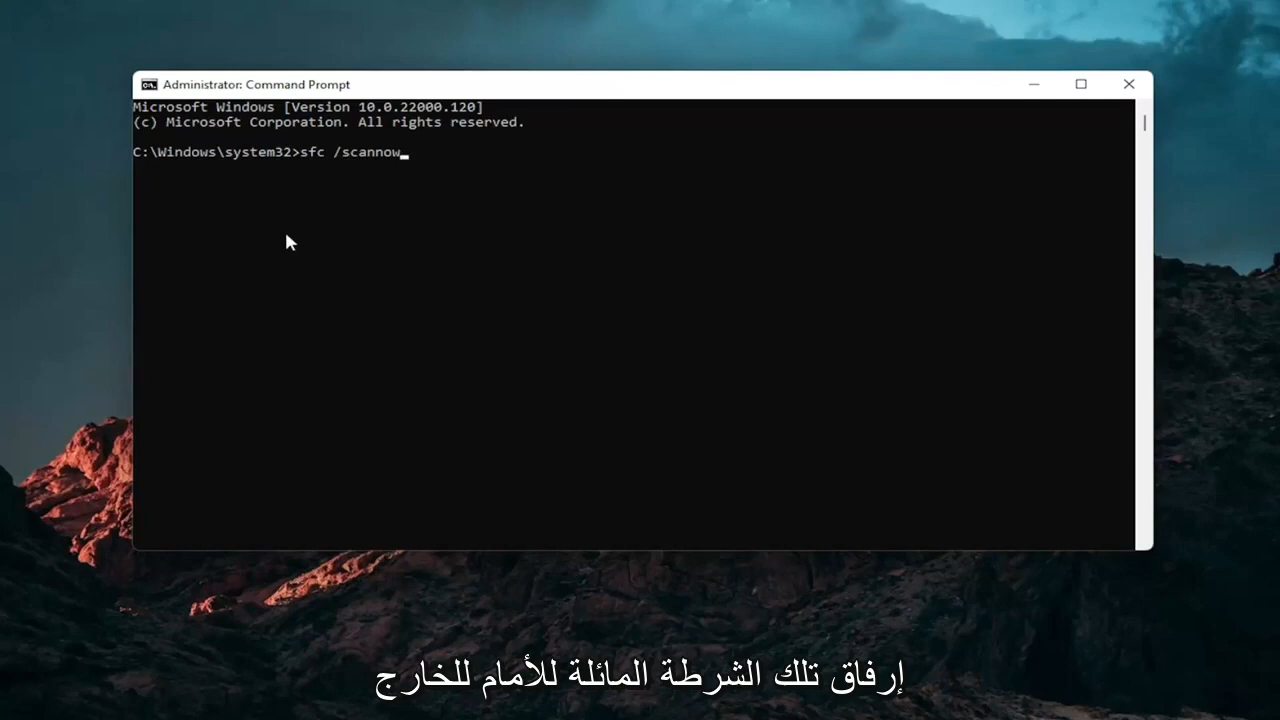 Administrator: Command Prompt
Microsoft Windows [Version 10.0.22000.120]
(c) Microsoft Corporation. All rights reserved.
C:\Windows\system32>sfc /scannow
إرفاق تلك الشرطة المائلة للأمام للخارج